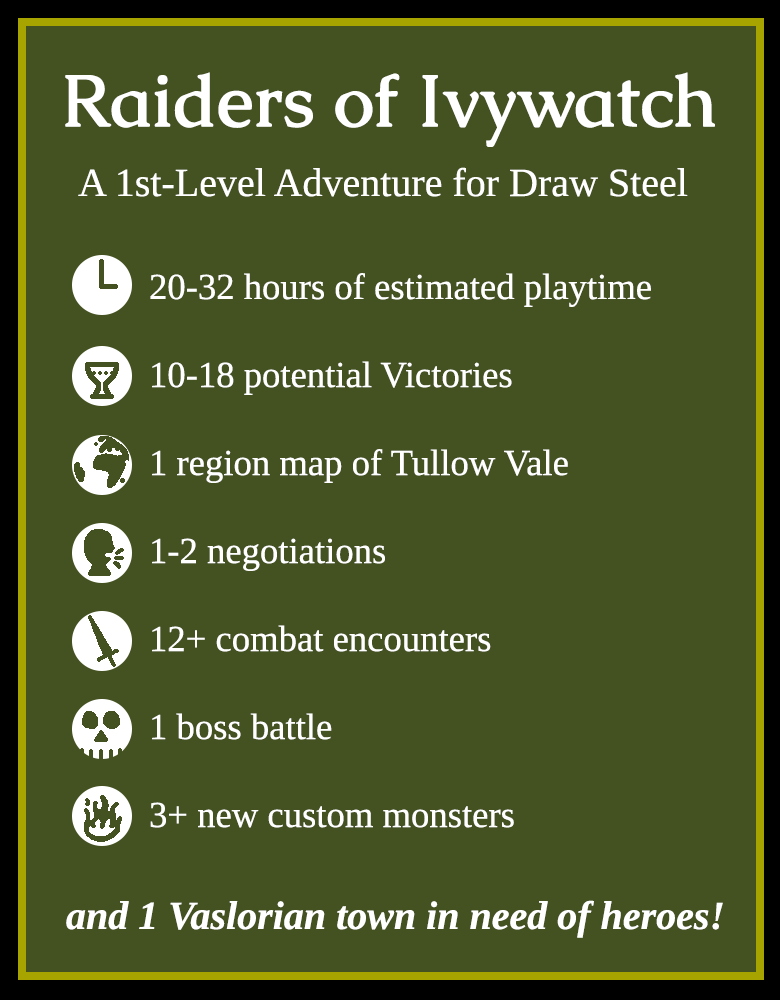 Raiders of Ivywatch
A 1st-Level Adventure for Draw Steel
20-32 hours of estimated playtime
10-18 potential Victories
1 region map of Tullow Vale
1-2 negotiations
12+ combat encounters
1 boss battle
3+ new custom monsters
and 1 Vaslorian town in need of heroes!